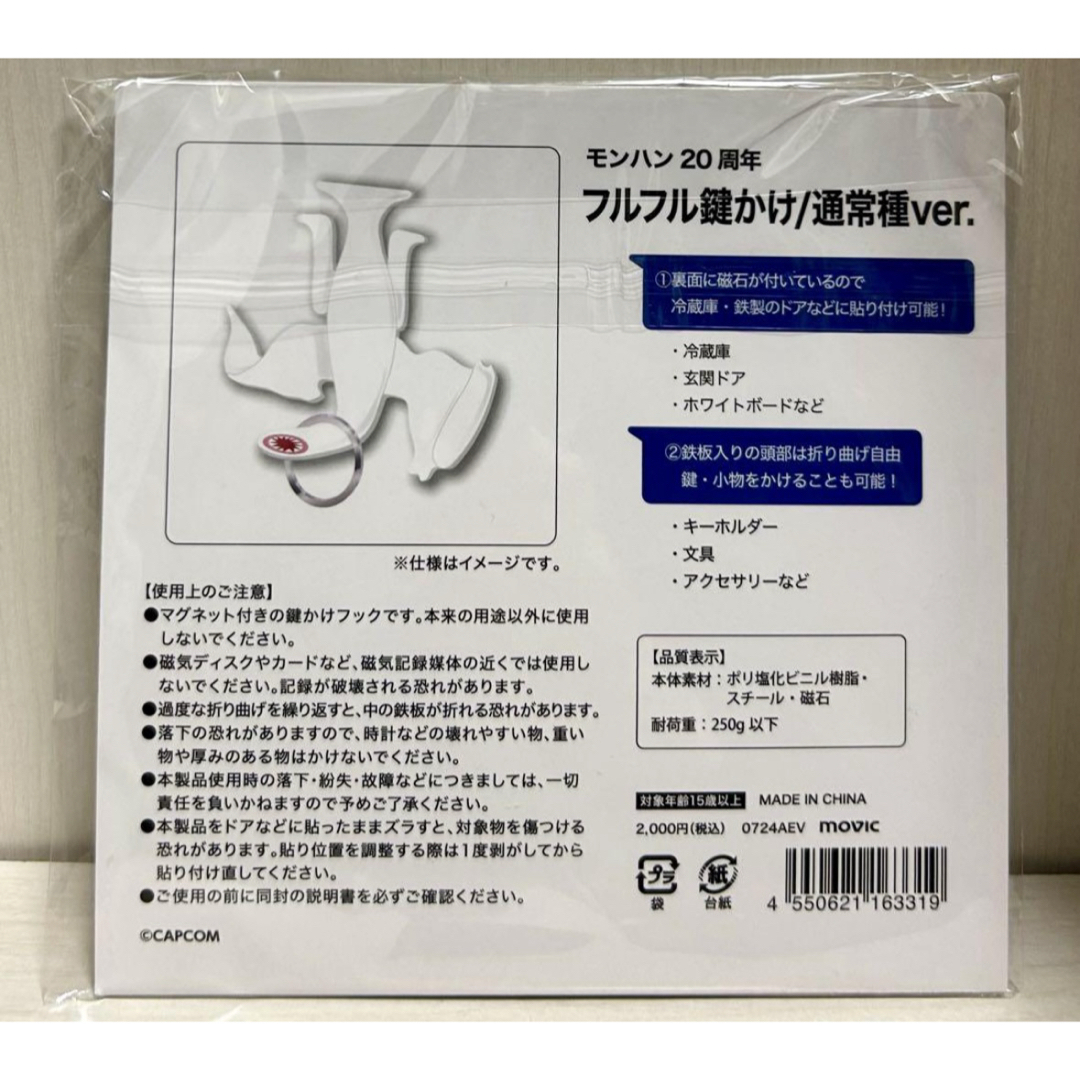 モンハン 20 周年
フルフル鍵かけ/通常種ver.
①裏面に磁石が付いているので
冷蔵庫・鉄製のドアなどに貼り付け可能！
・冷蔵庫
・玄関ドア
・ホワイトボードなど
②鉄板入りの頭部は折り曲げ自由
鍵・小物をかけることも可能！
・キーホルダー
・文具
・アクセサリーなど
※仕様はイメージです。
【使用上のご注意】
●マグネット付きの鍵かけフックです。本来の用途以外に使用
しないでください。
●磁気ディスクやカードなど、磁気記録媒体の近くでは使用し
ないでください。記録が破壊される恐れがあります。
●過度な折り曲げを繰り返すと、中の鉄板が折れる恐れがあります。
●落下の恐れがありますので、時計などの壊れやすい物、重い
物や厚みのある物はかけないでください。
●本製品使用時の落下・紛失・故障などにつきましては、一切
責任を負いかねますので予めご了承ください。
●本製品をドアなどに貼ったままズラすと、対象物を傷つける
恐れがあります。貼り位置を調整する際は1度剥がしてから
貼り付け直してください。
●ご使用の前に同封の説明書を必ずご確認ください。
©CAPCOM
【品質表示】
本体素材：ポリ塩化ビニル樹脂・
スチール・磁石
耐荷重：250g 以下
対象年齢15歳以上 MADE IN CHINA
2,000円(税込) 0724AEV movic
プラ 紙
袋 台紙
4 550621 163319